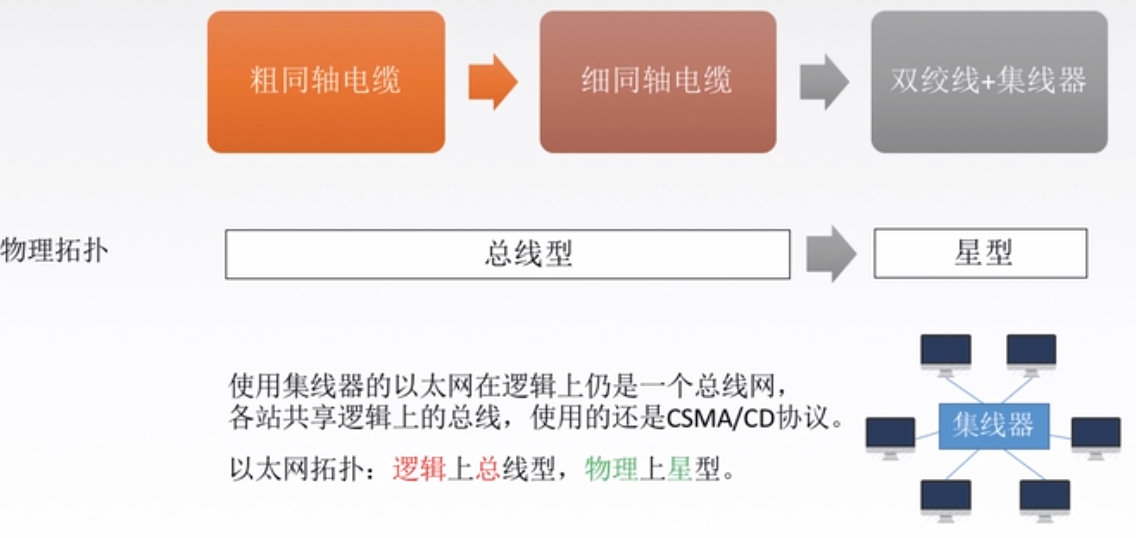 粗同轴电缆
细同轴电缆
双绞线+集线器
物理拓扑
总线型
星型
使用集线器的以太网在逻辑上仍是一个总线网，
各站共享逻辑上的总线，使用的还是CSMA/CD协议。
以太网拓扑：逻辑上总线型，物理上星型。
集线器